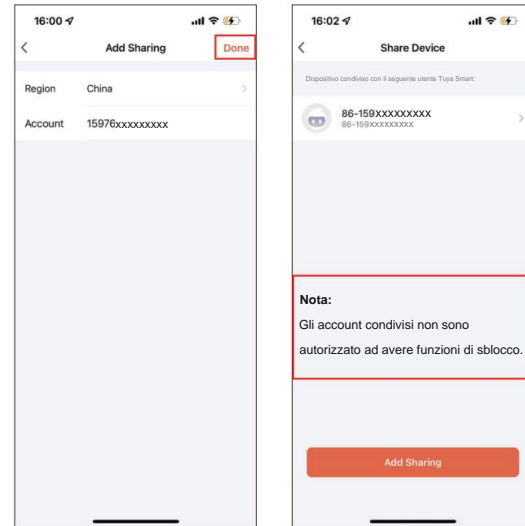 16:00
Add Sharing
Done
Region China
Account 15976xxxxxxxxx
16:02
Share Device
Dispositivo condiviso con il seguente utente Tuya Smart:
86-159XXXXXXXXX
86-159XXXXXXXXX
Nota:
Gli account condivisi non sono
autorizzato ad avere funzioni di sblocco.
Add Sharing